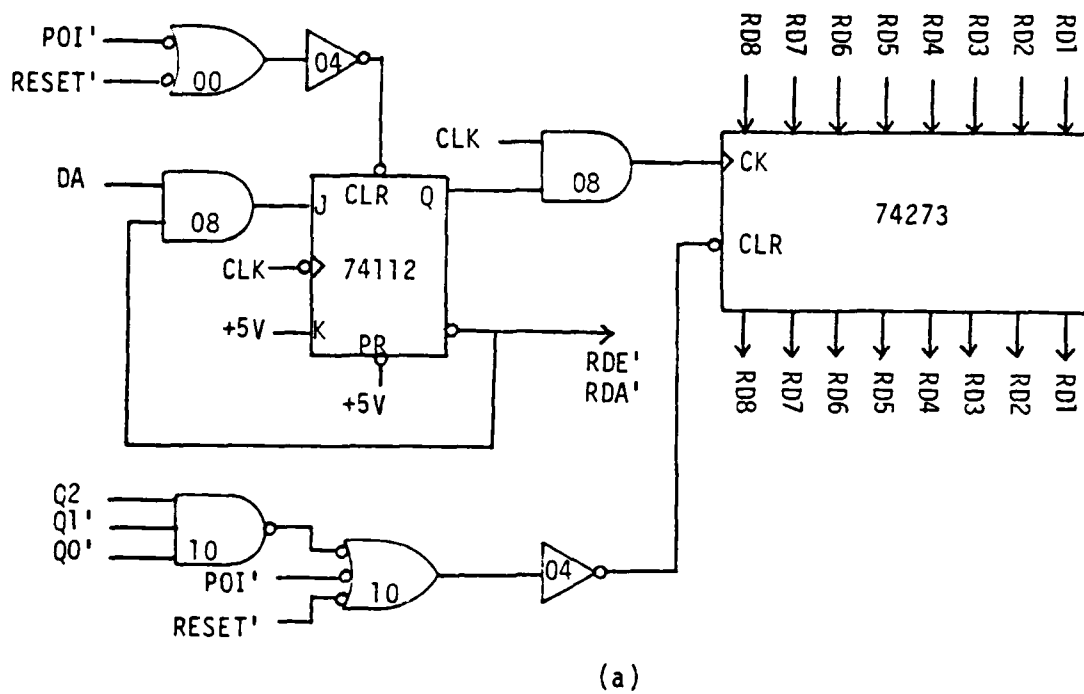 POI'
RESET'
00
04
RD8
RD7
RD6
RD5
RD4
RD3
RD2
RD1
CLK
DA
08
08
CLR
Q
J
CK
74273
CLK
74112
CLR
+5V
K
PR
+5V
RDE'
RDA'
RD8
RD7
RD6
RD5
RD4
RD3
RD2
RD1
Q2
Q1'
Q0'
10
POI'
10
04
RESET'
(a)